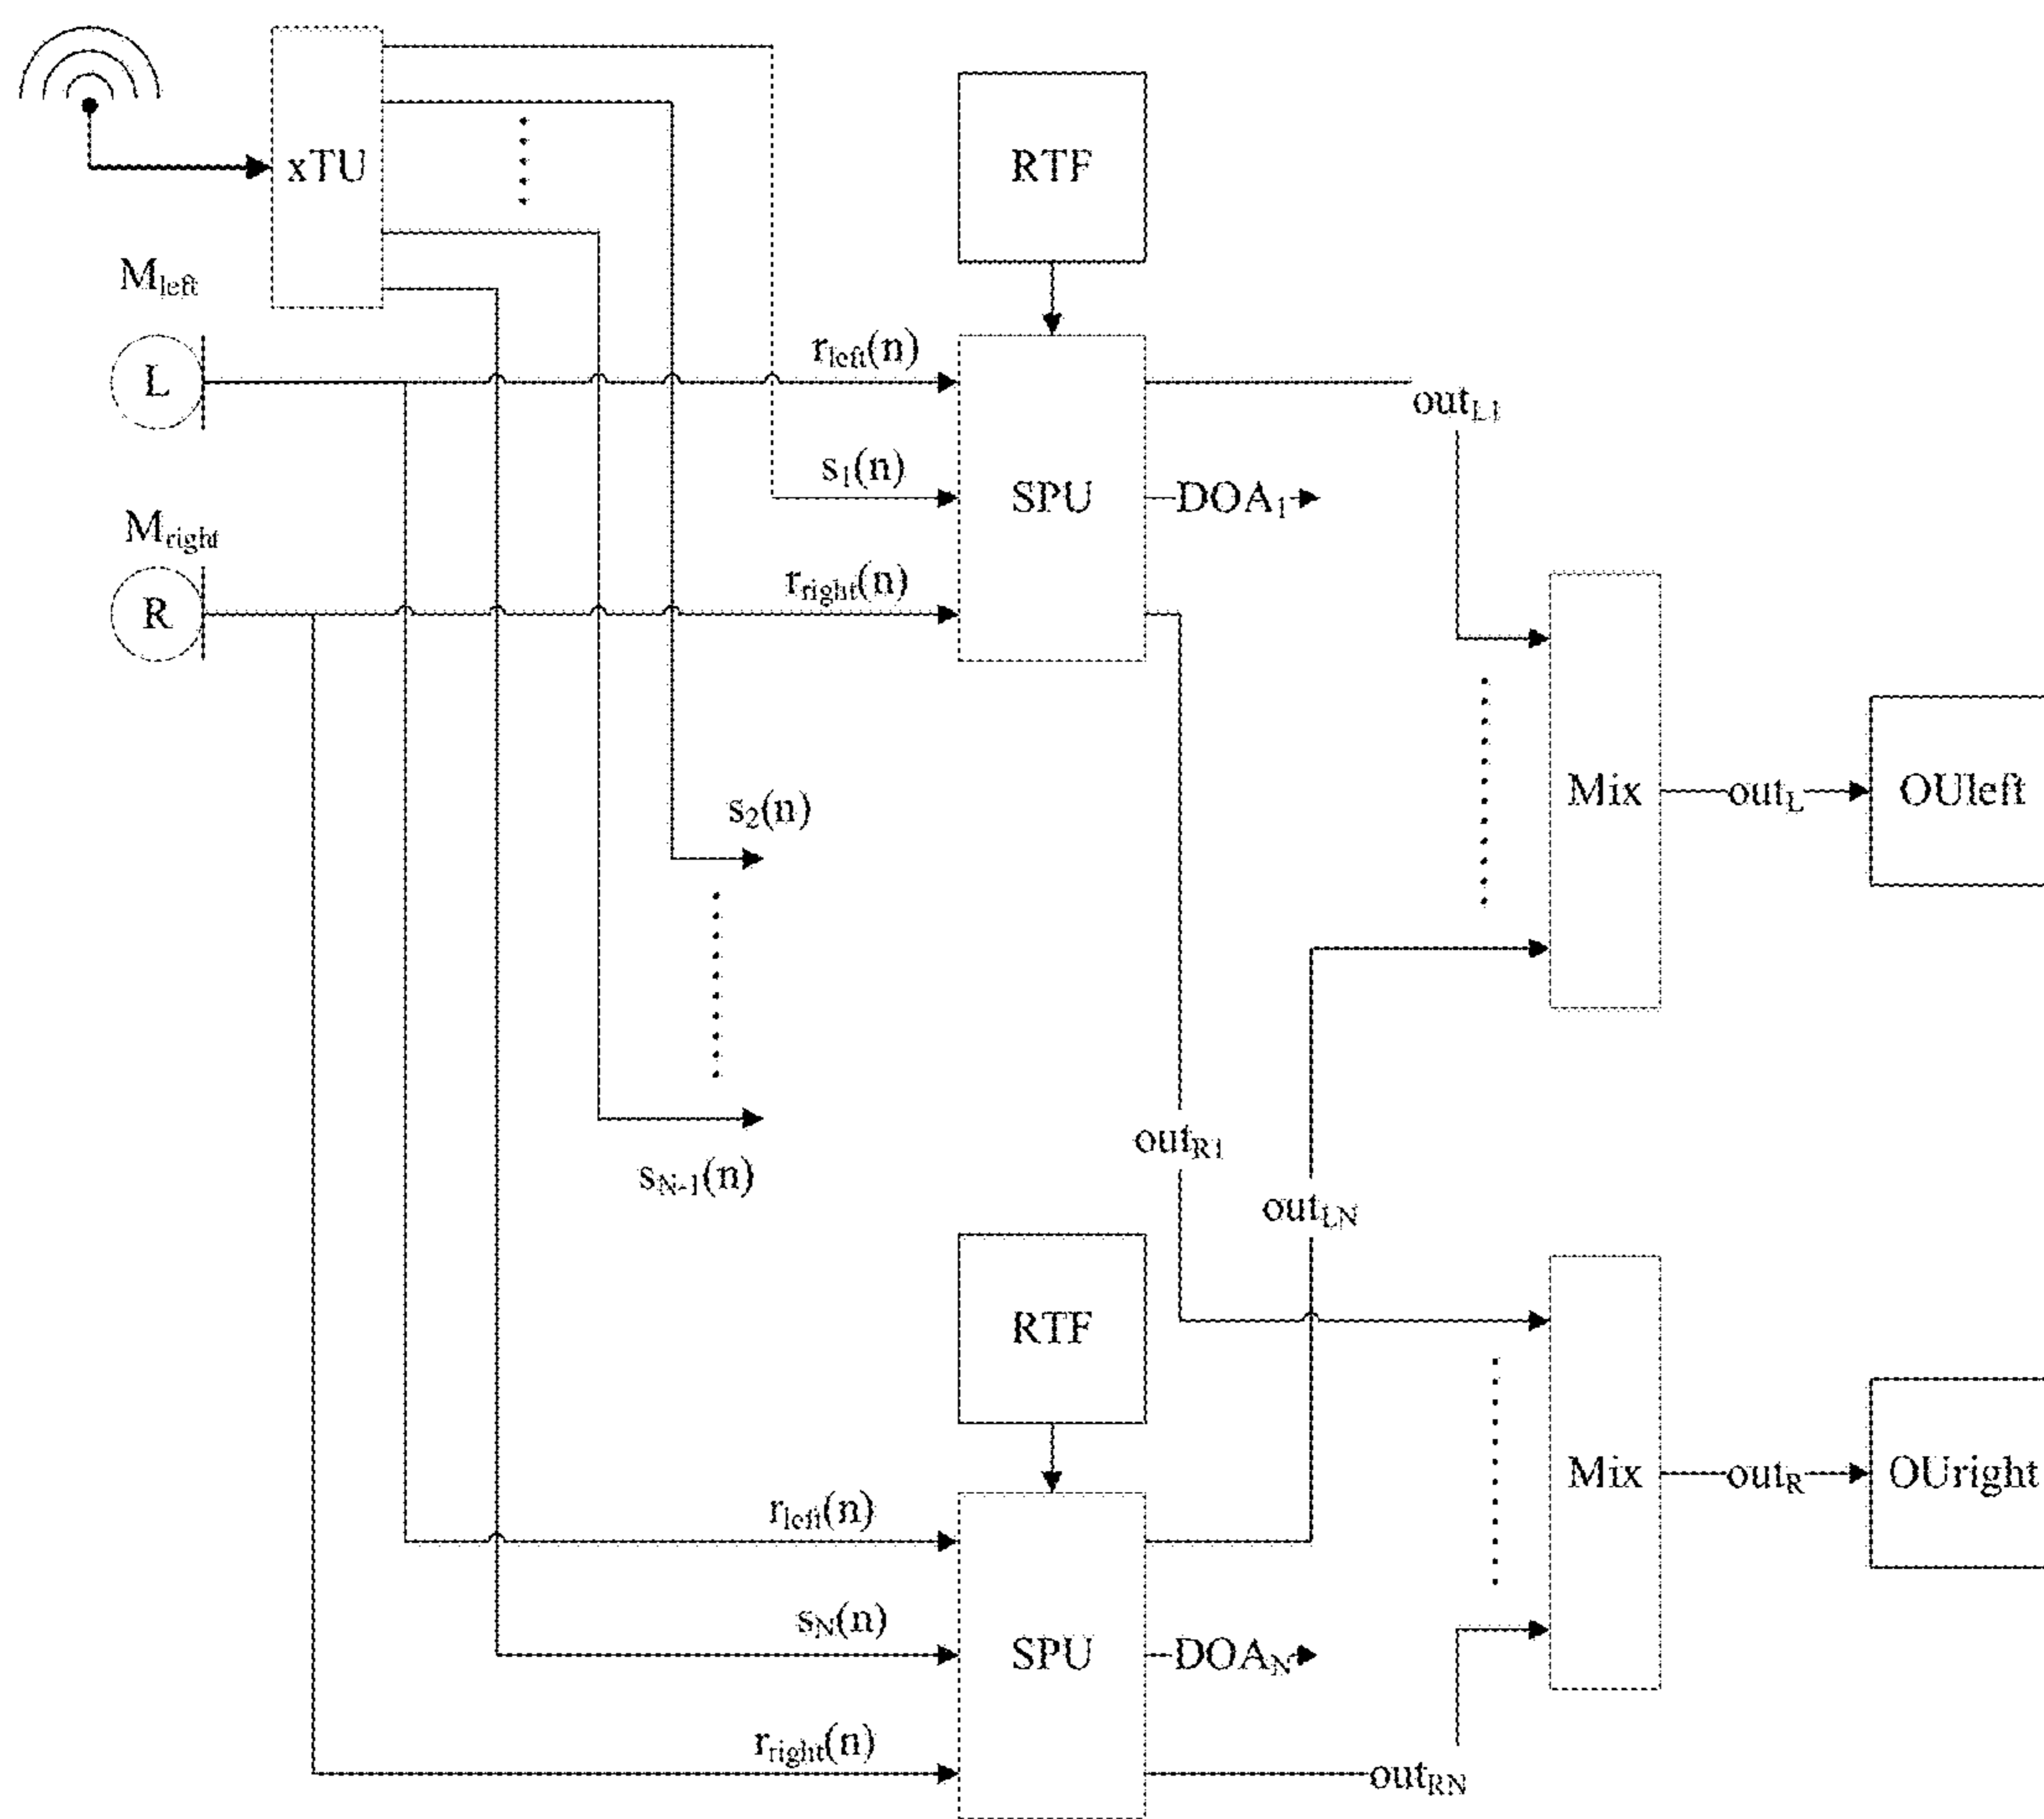 xTU
RTF
M_left
L
r_left(n)
out_L1
s_1(n)
SPU
DOA_1
M_right
R
r_right(n)
Mix
out_L
OUleft
s_2(n)
out_R1
s_N-1(n)
out_LN
RTF
Mix
out_R
OUright
r_left(n)
s_N(n)
SPU
DOA_N
r_right(n)
out_RN